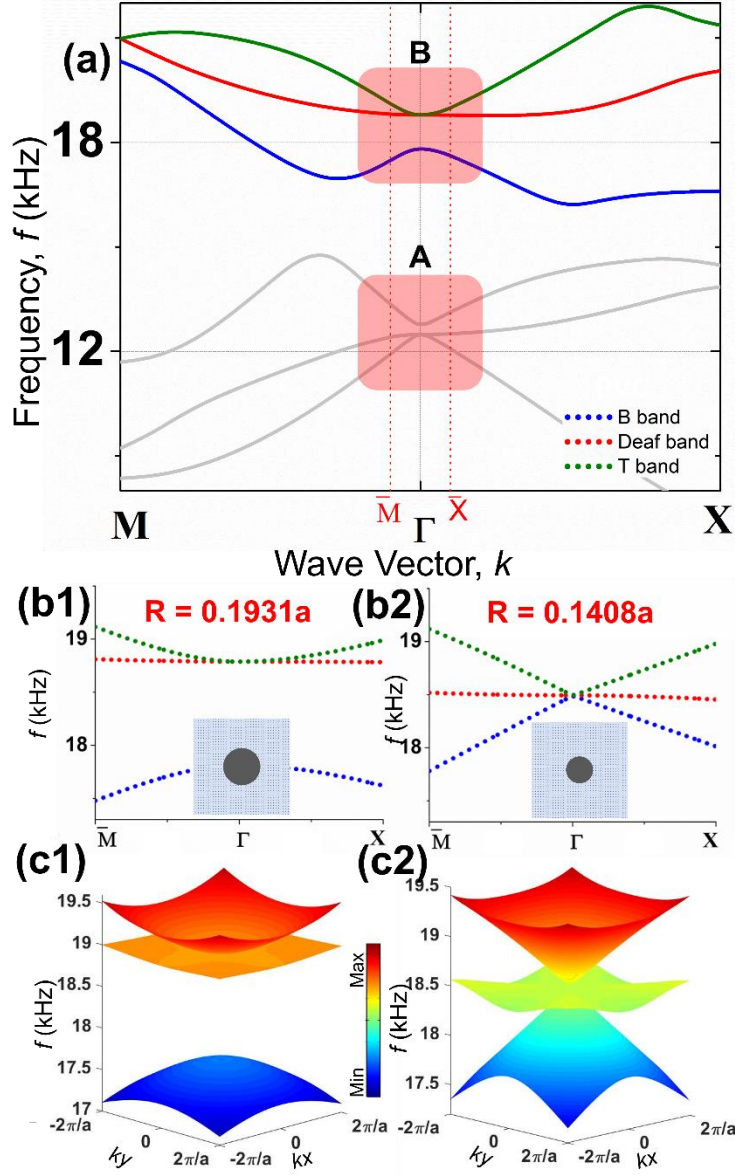 (a)
B
18
A
12
Frequency, f (kHz)
B band
Deaf band
T band
M
M̅
Γ
X̅
X
Wave Vector, k
(b1)
R = 0.1931a
19
18
f (kHz)
M̅
Γ
X
(b2)
R = 0.1408a
19
18
f (kHz)
M̅
Γ
X
(c1)
19.5
19
18.5
18
17.5
17
f (kHz)
-2π/a
0
2π/a
ky
-2π/a
0
2π/a
kx
Max
Min
(c2)
19.5
19
18.5
18
17.5
f (kHz)
-2π/a
0
2π/a
ky
-2π/a
0
2π/a
kx